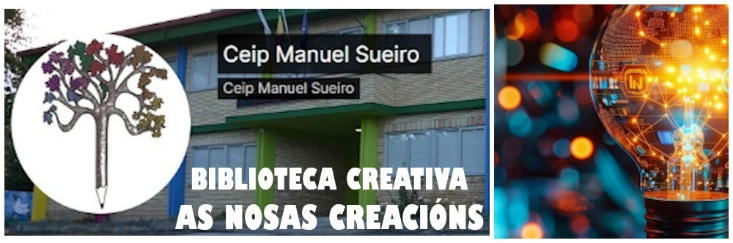 Ceip Manuel Sueiro
Ceip Manuel Sueiro
BIBLIOTECA CREATIVA
AS NOSAS CREACIÓNS